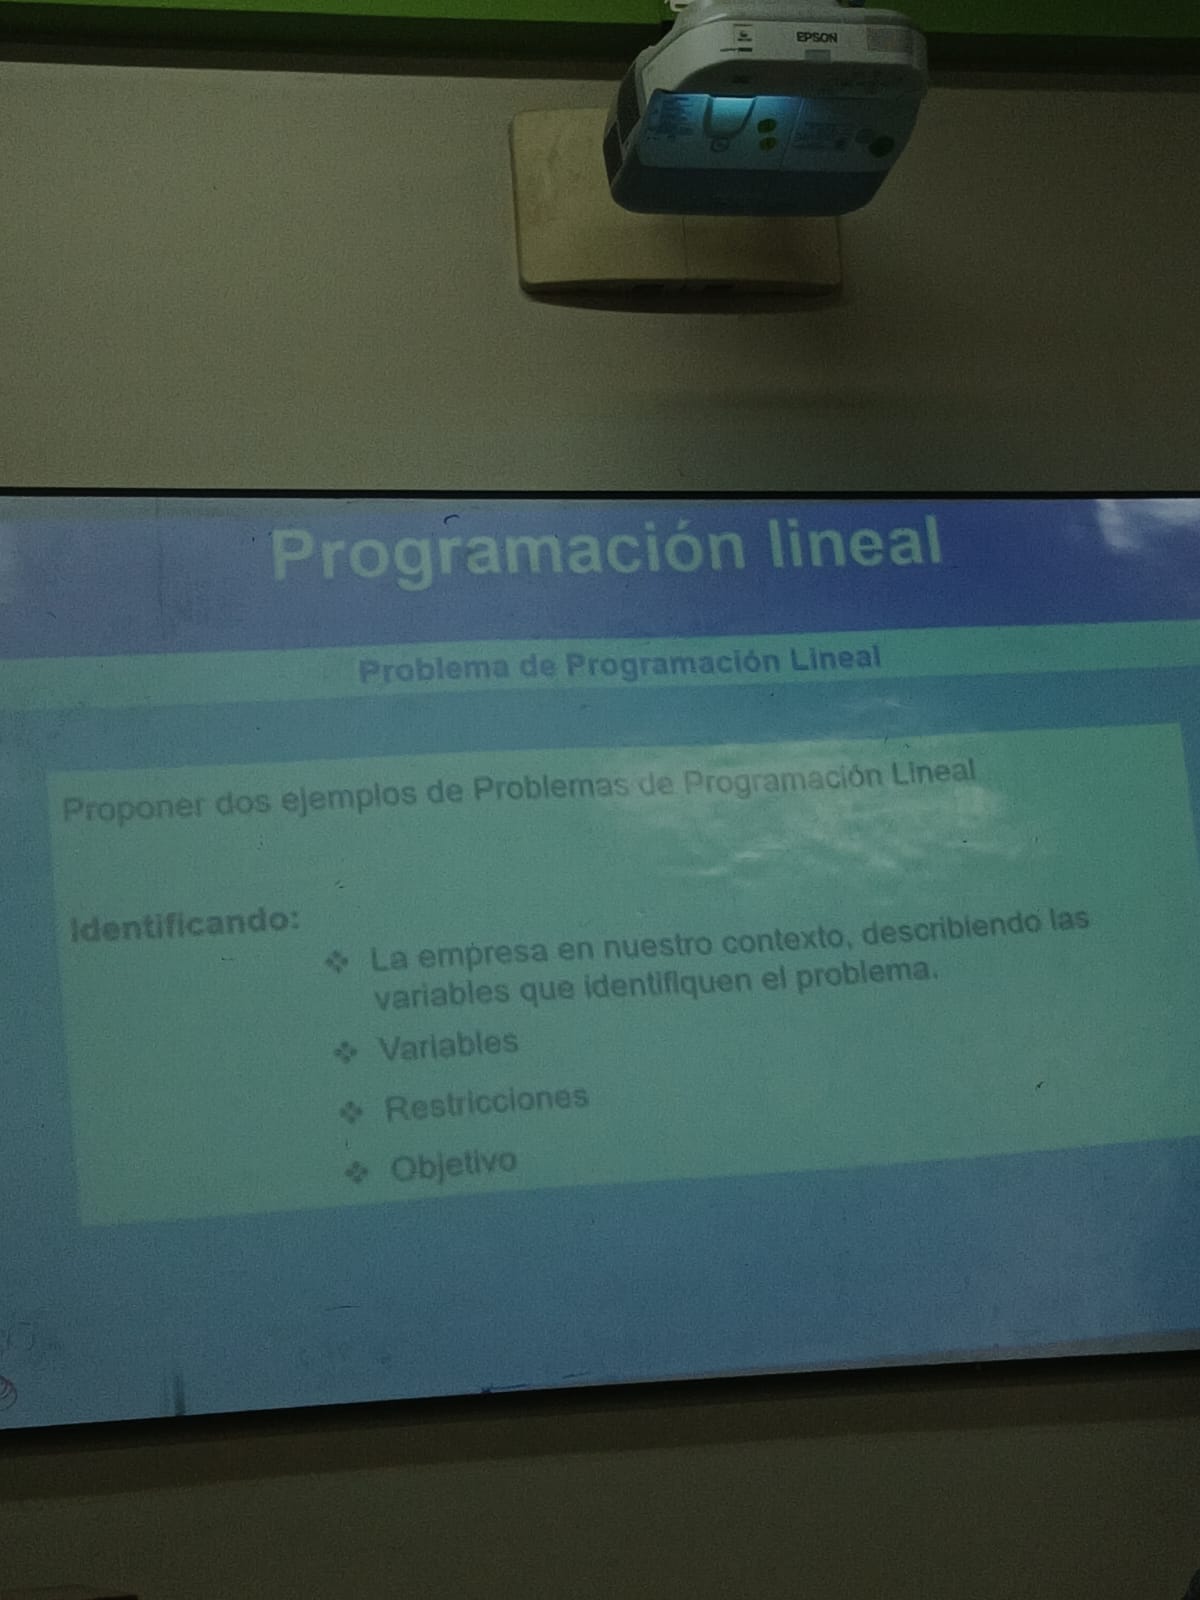 EPSON
Programación lineal
Problema de Programación Lineal
Proponer dos ejemplos de Problemas de Programación Lineal
Identificando:
❖ La empresa en nuestro contexto, describiendo las
variables que identifiquen el problema.
❖ Variables
❖ Restricciones
❖ Objetivo